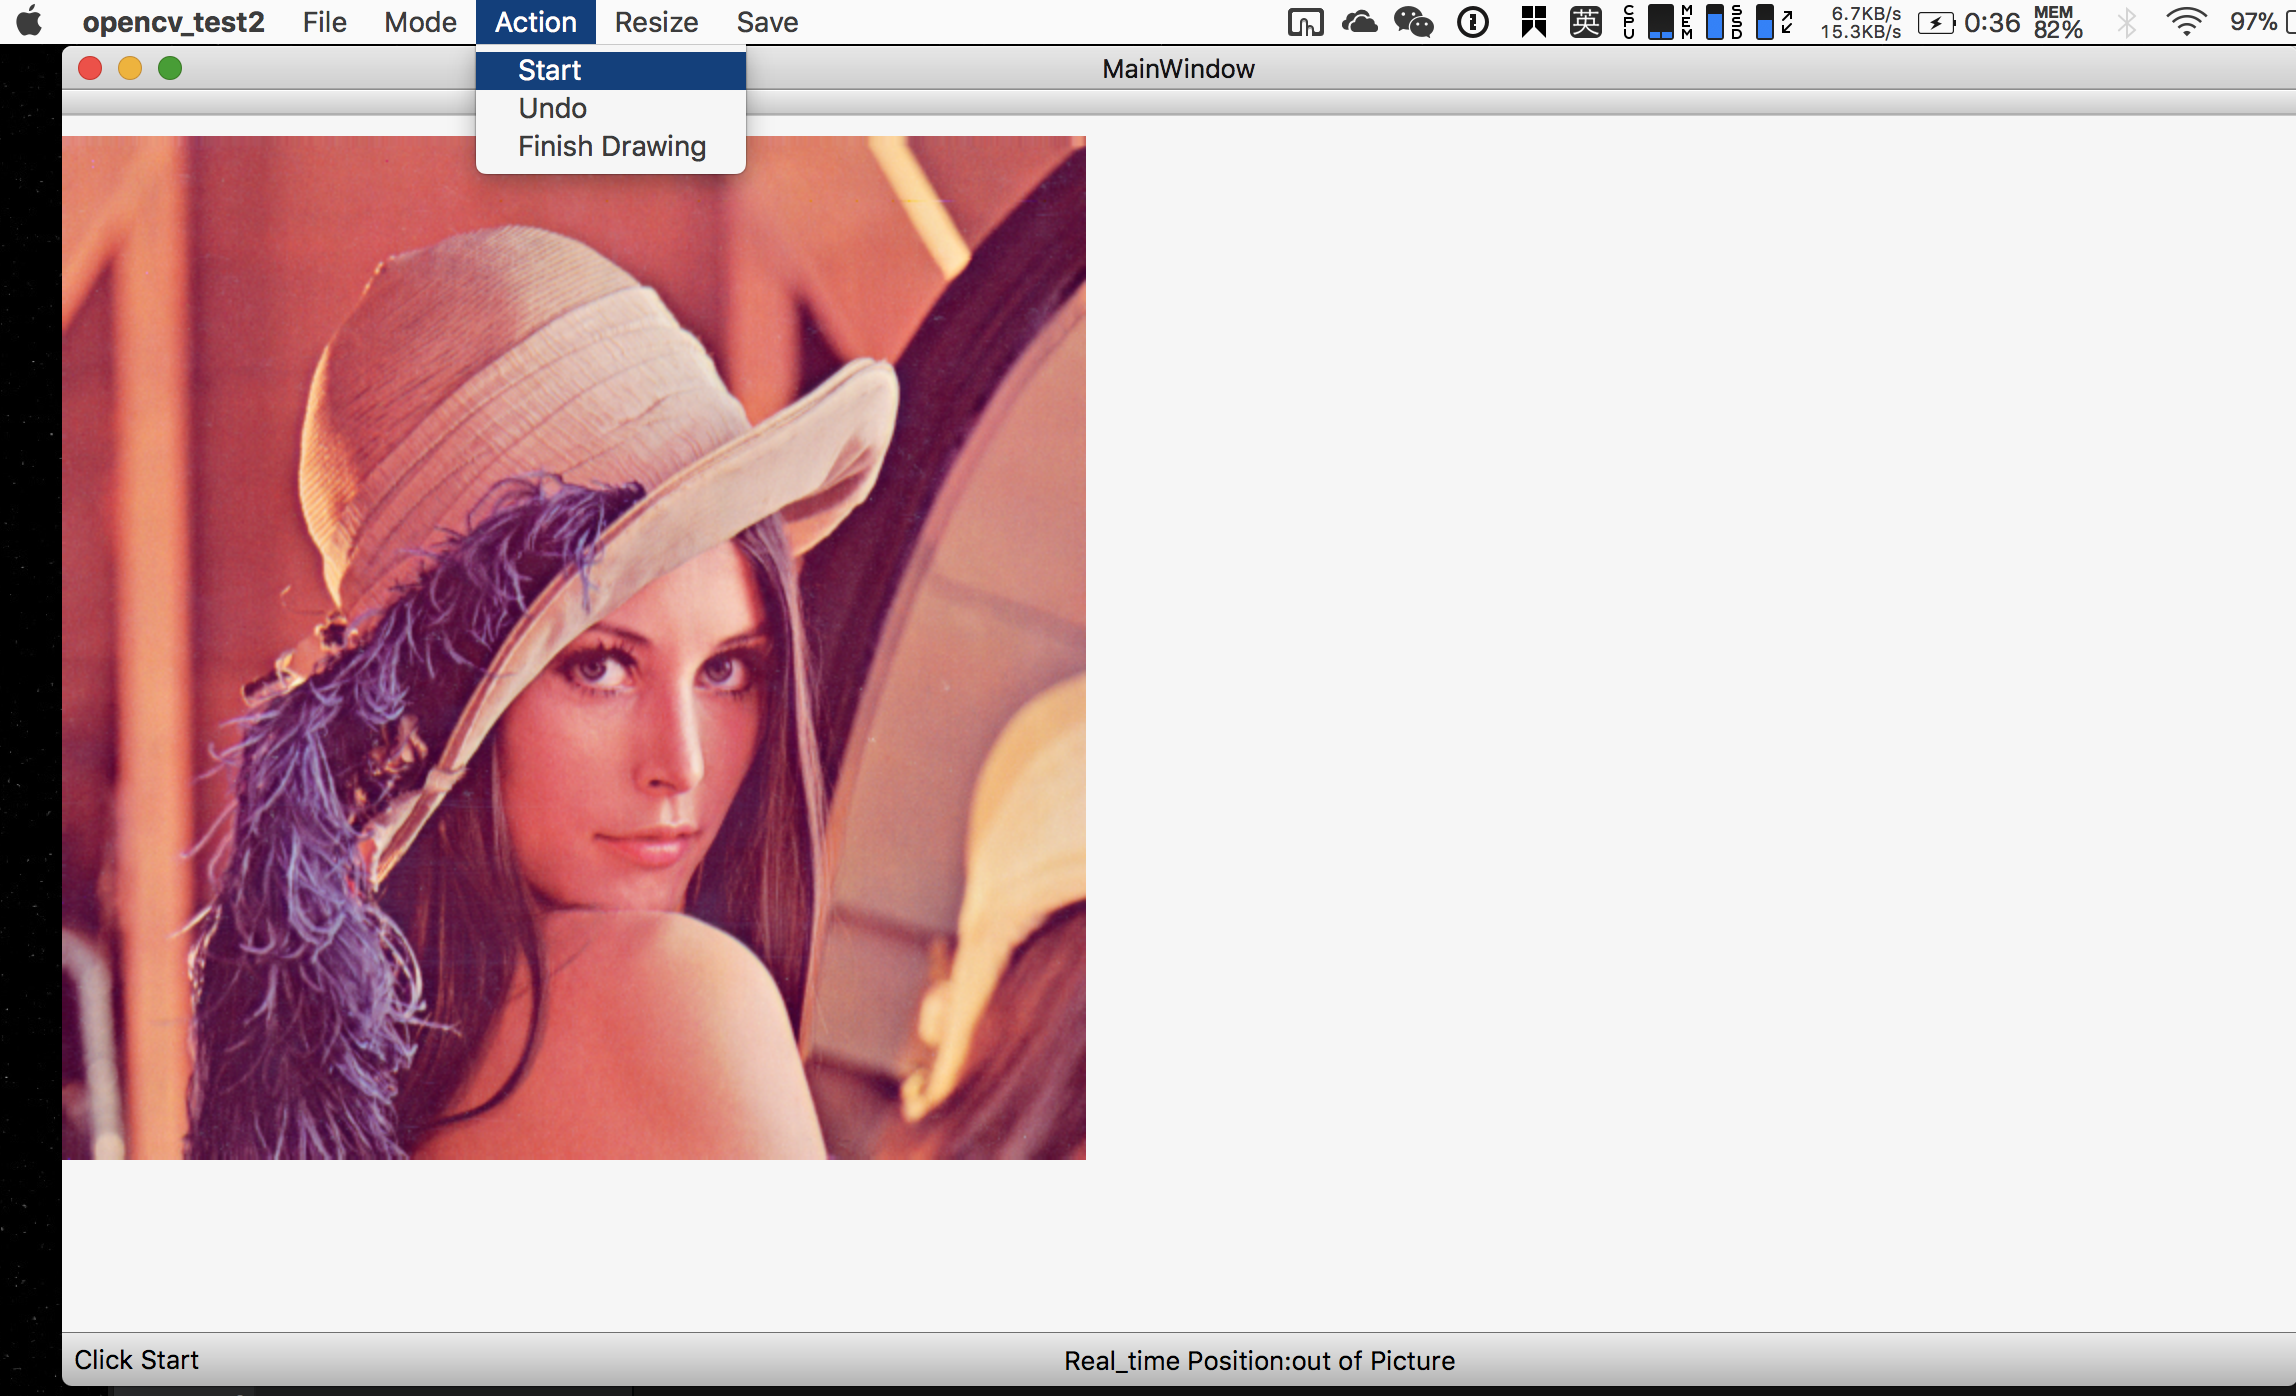 opencv_test2 File Mode Action Resize Save 英 CPU MEM SSD 6.7KB/s 15.3KB/s 0:36 MEM 82% 97%
MainWindow
Start
Undo
Finish Drawing
Click Start
Real_time Position:out of Picture